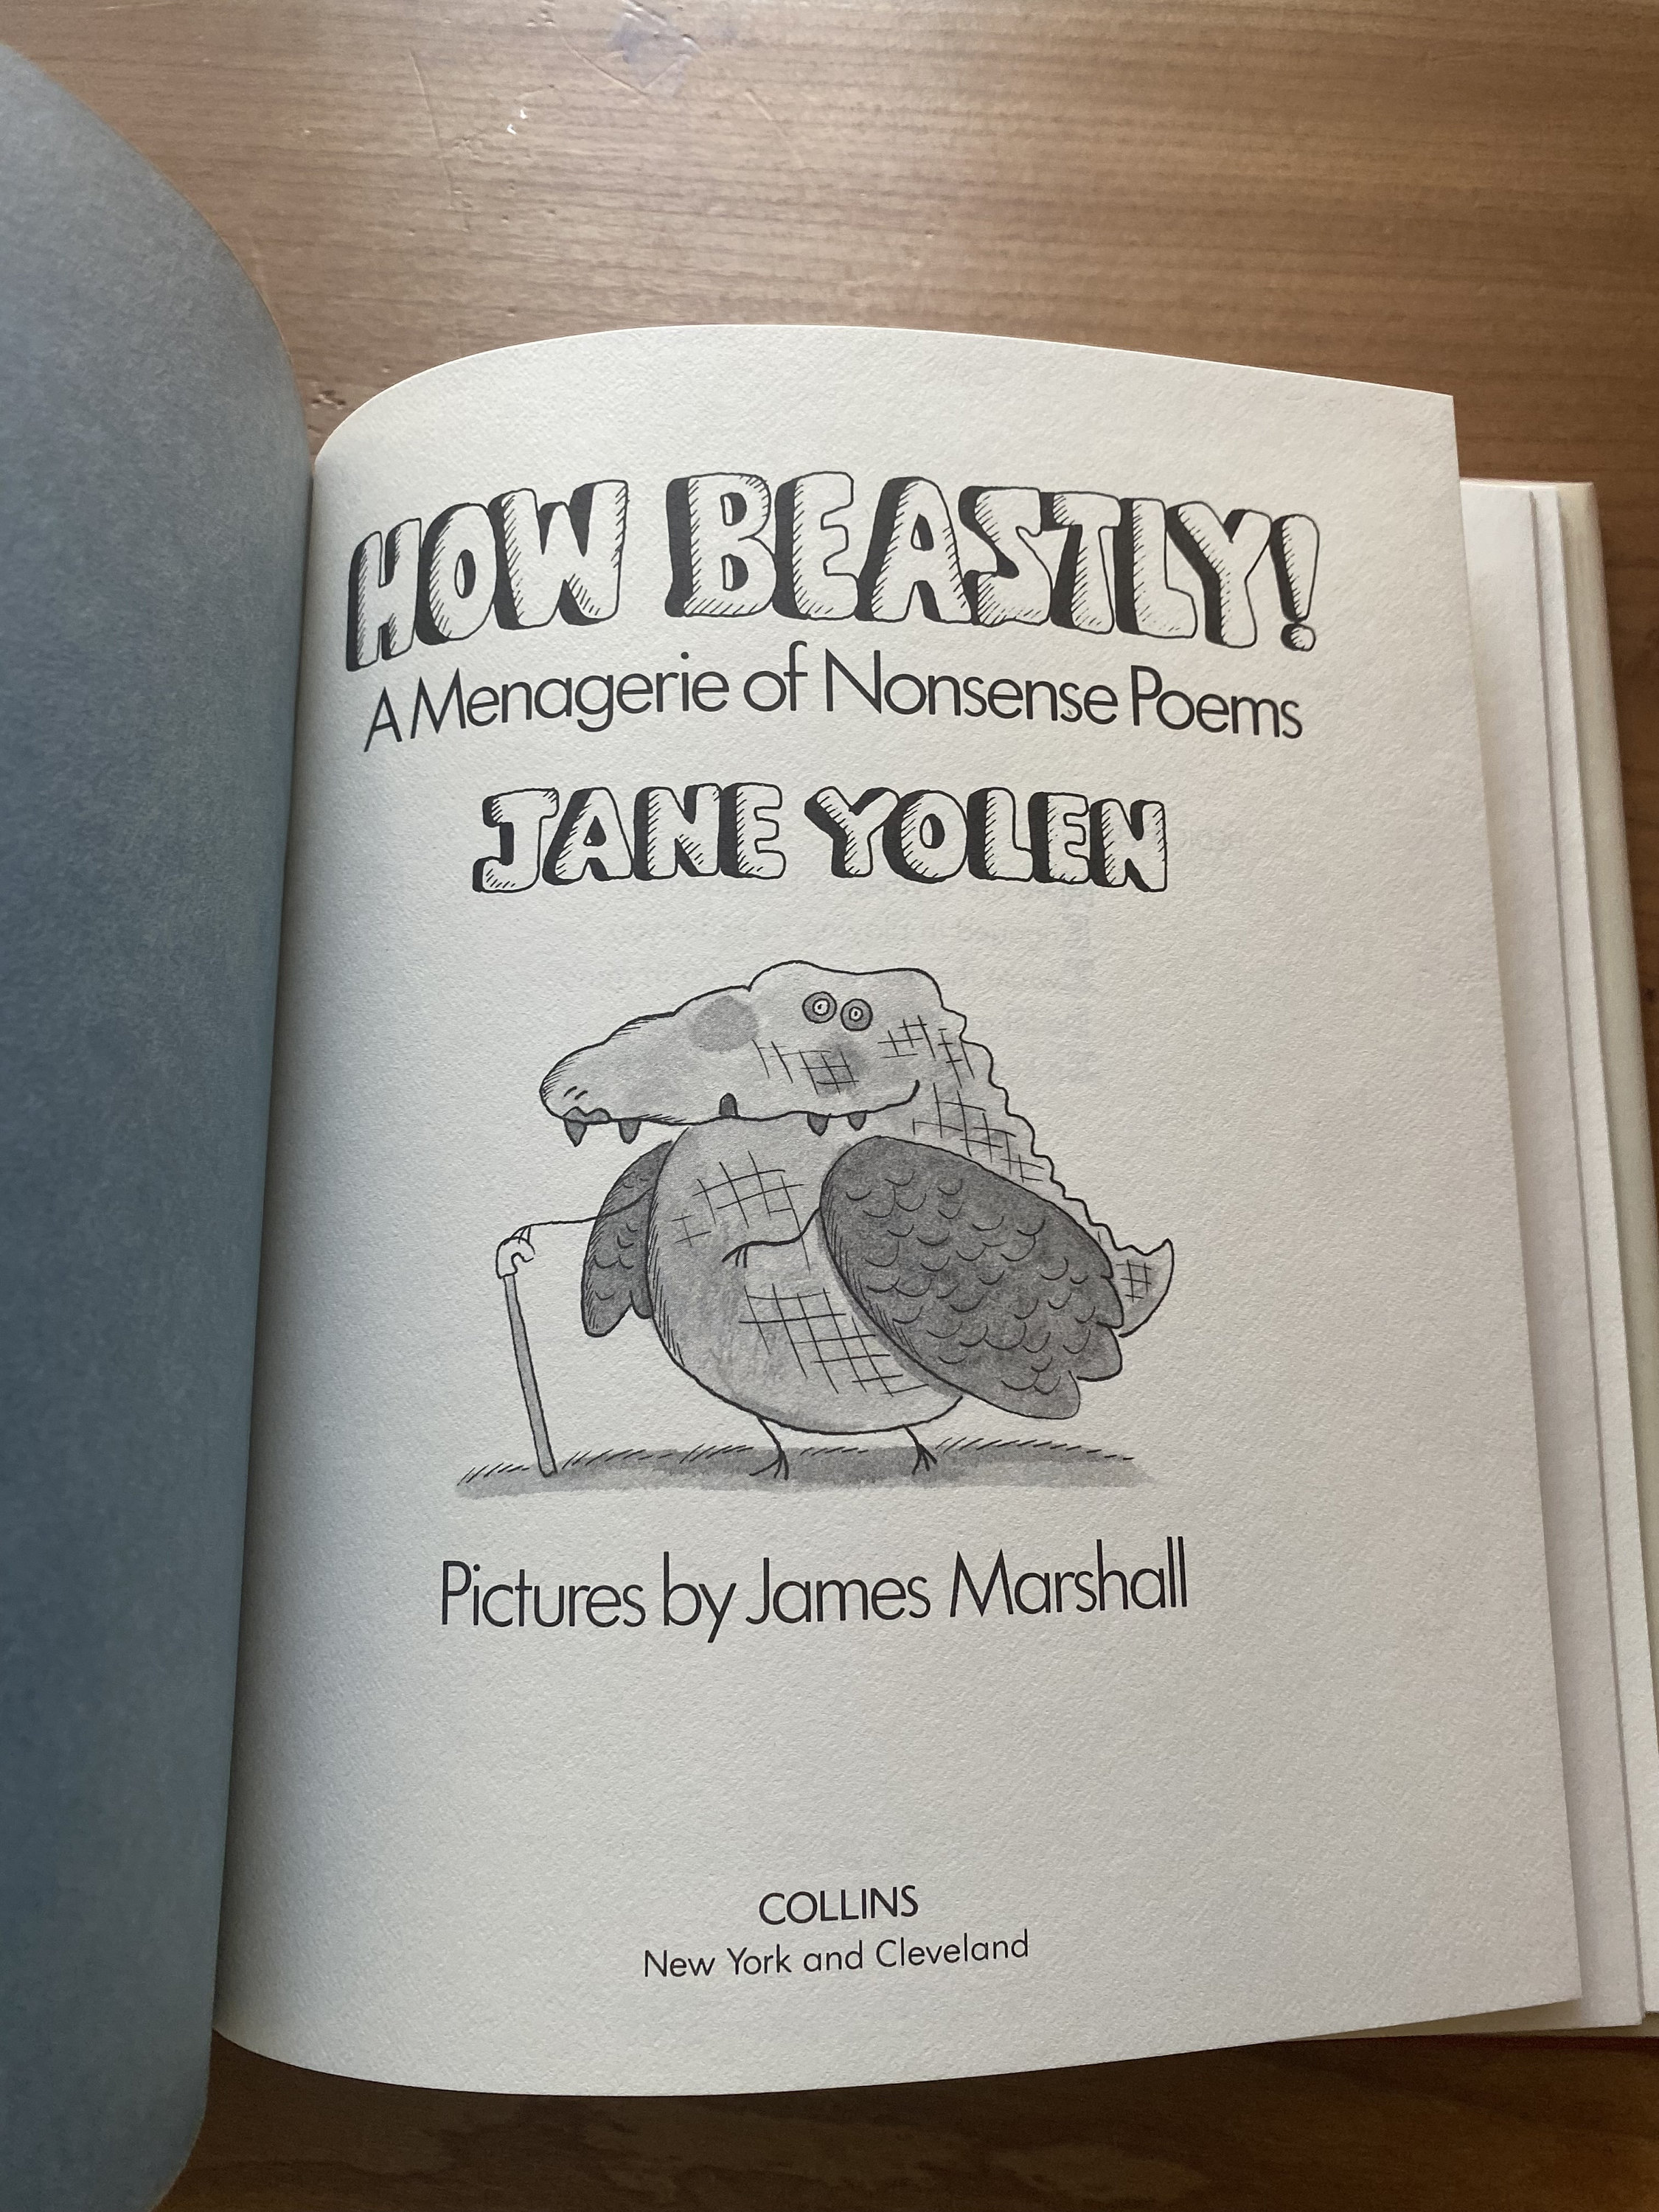 HOW BEASTLY!
A Menagerie of Nonsense Poems
JANE YOLEN
Pictures by James Marshall
COLLINS
New York and Cleveland